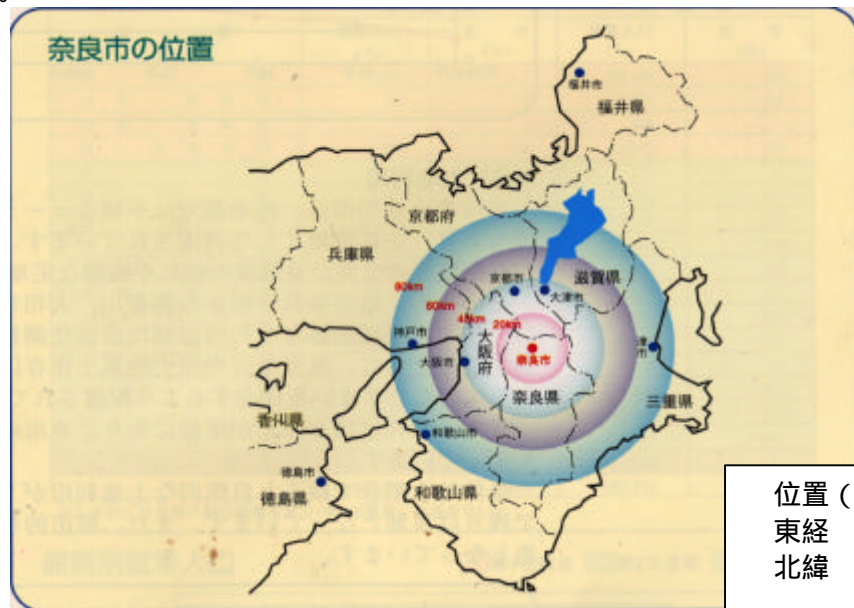 奈良市の位置
福井市
福井県
京都府
兵庫県
滋賀県
京都市
大津市
80km
60km
40km
20km
神戸市
大阪市
大阪府
奈良市
津市
奈良県
三重県
香川県
和歌山市
徳島市
徳島県
和歌山県
位置（
東経
北緯